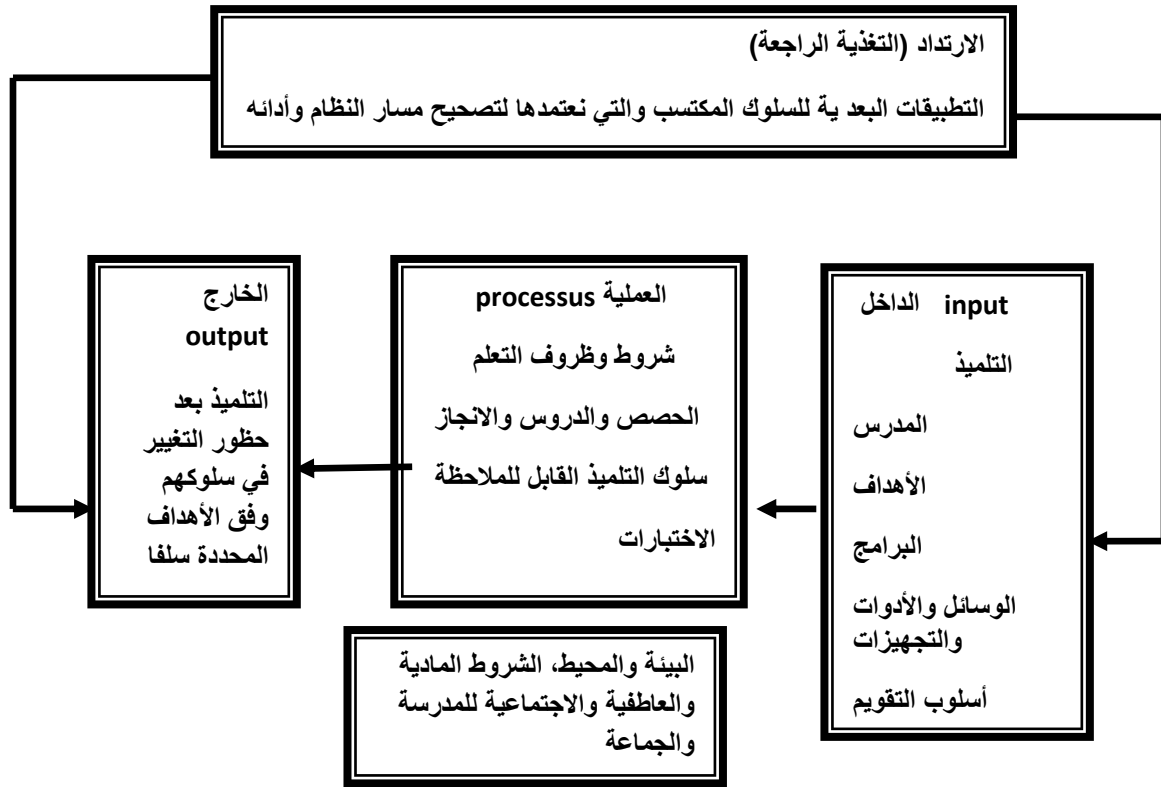 الارتداد (التغذية الراجعة)
التطبيقات البعد ية للسلوك المكتسب والتي نعتمدها لتصحيح مسار النظام وأدائه
input الداخل
التلميذ
المدرس
الأهداف
البرامج
الوسائل والأدوات
والتجهيزات
أسلوب التقويم
العملية processus
شروط وظروف التعلم
الحصص والدروس والانجاز
سلوك التلميذ القابل للملاحظة
الاختبارات
الخارج
output
التلميذ بعد
حظور التغيير
في سلوكهم
وفق الأهداف
المحددة سلفا
البيئة والمحيط، الشروط المادية
والعاطفية والاجتماعية للمدرسة
والجماعة